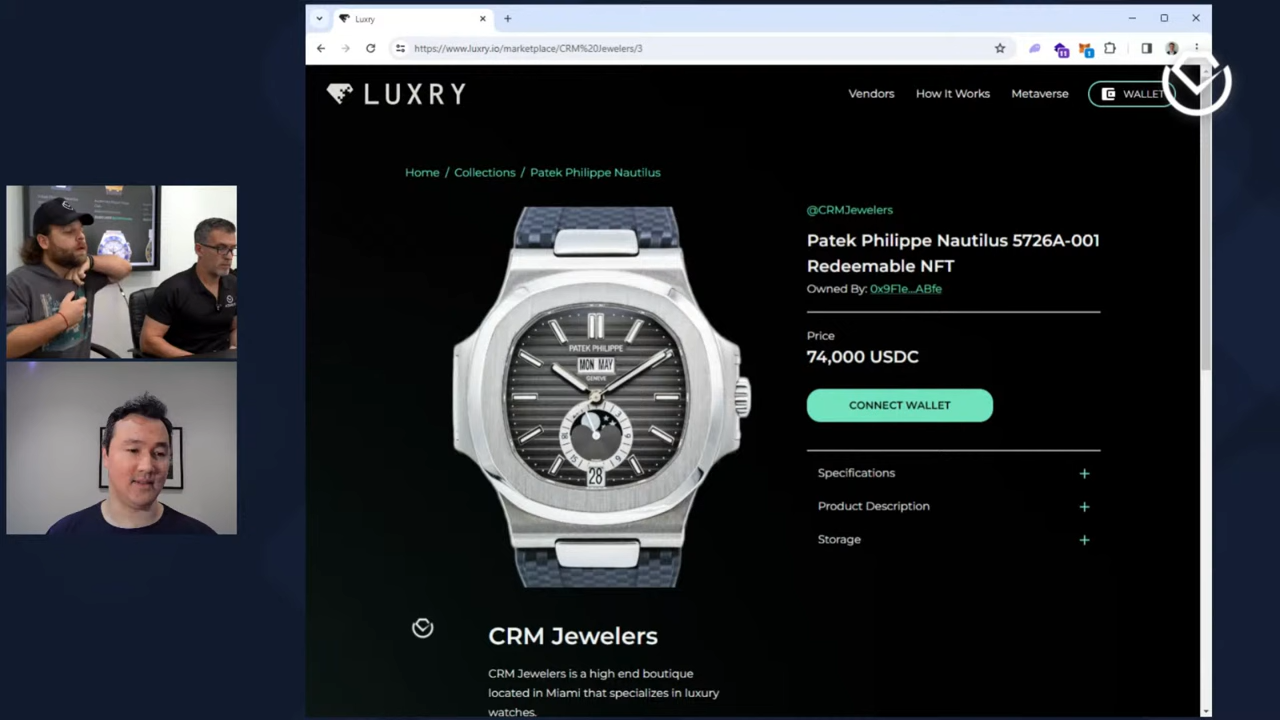 Luxry
https://www.luxry.io/marketplace/CRM%20Jewelers/3
LUXRY
Vendors How It Works Metaverse WALLET
Home / Collections / Patek Philippe Nautilus
@CRMJewelers
Patek Philippe Nautilus 5726A-001
Redeemable NFT
Owned By: 0x9F1e...ABfe
Price
74,000 USDC
CONNECT WALLET
Specifications +
Product Description +
Storage +
PATEK PHILIPPE
MON MAY
GENEVE
28
CRM Jewelers
CRM Jewelers is a high end boutique
located in Miami that specializes in luxury
watches.